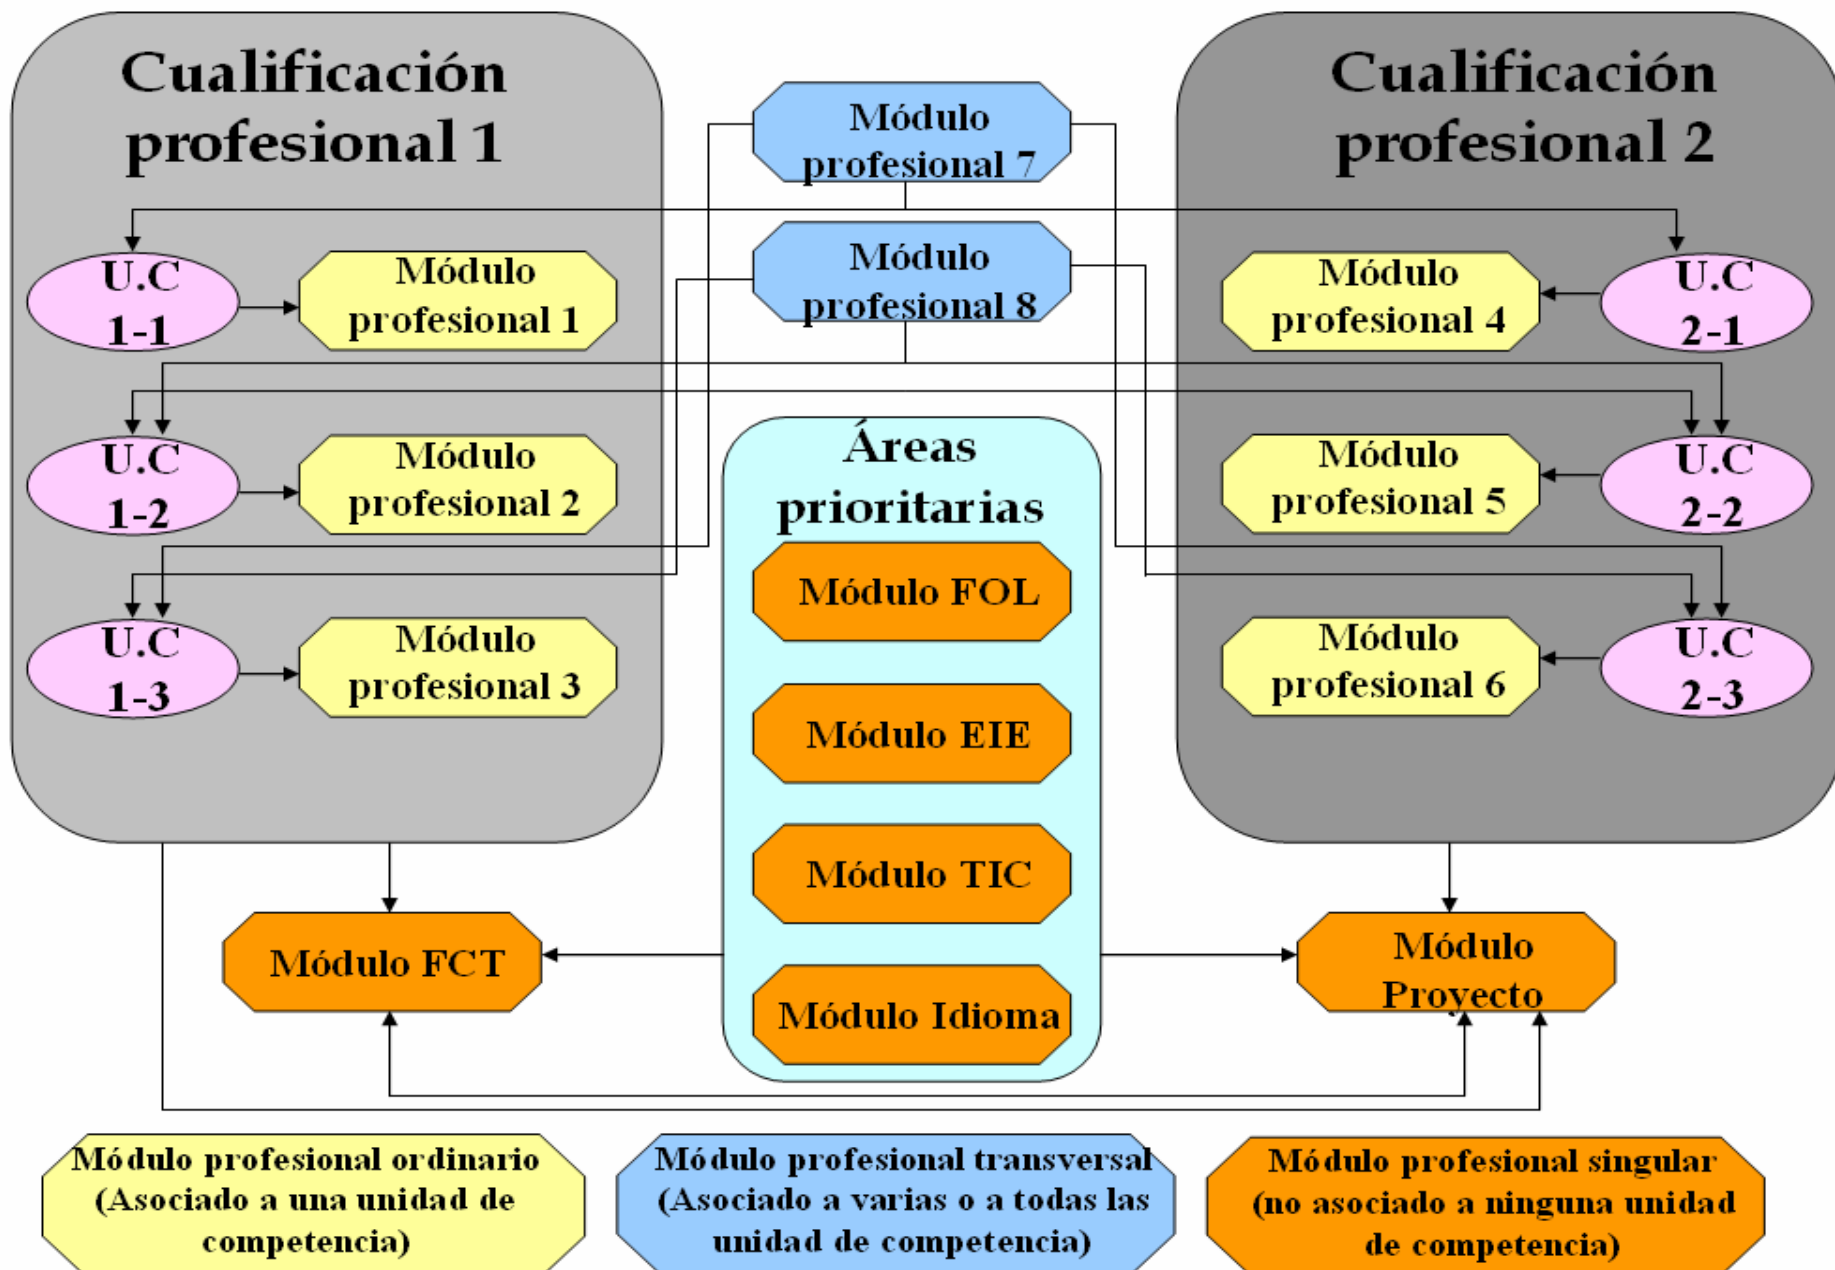 Cualificación
profesional 1
Módulo
profesional 7
Cualificación
profesional 2
U.C
1-1
Módulo
profesional 1
Módulo
profesional 8
Módulo
profesional 4
U.C
2-1
U.C
1-2
Módulo
profesional 2
Áreas
prioritarias
Módulo
profesional 5
U.C
2-2
U.C
1-3
Módulo
profesional 3
Módulo FOL
Módulo
profesional 6
U.C
2-3
Módulo EIE
Módulo TIC
Módulo FCT
Módulo Idioma
Módulo
Proyecto
Módulo profesional ordinario
(Asociado a una unidad de
competencia)
Módulo profesional transversal
(Asociado a varias o a todas las
unidad de competencia)
Módulo profesional singular
(no asociado a ninguna unidad
de competencia)